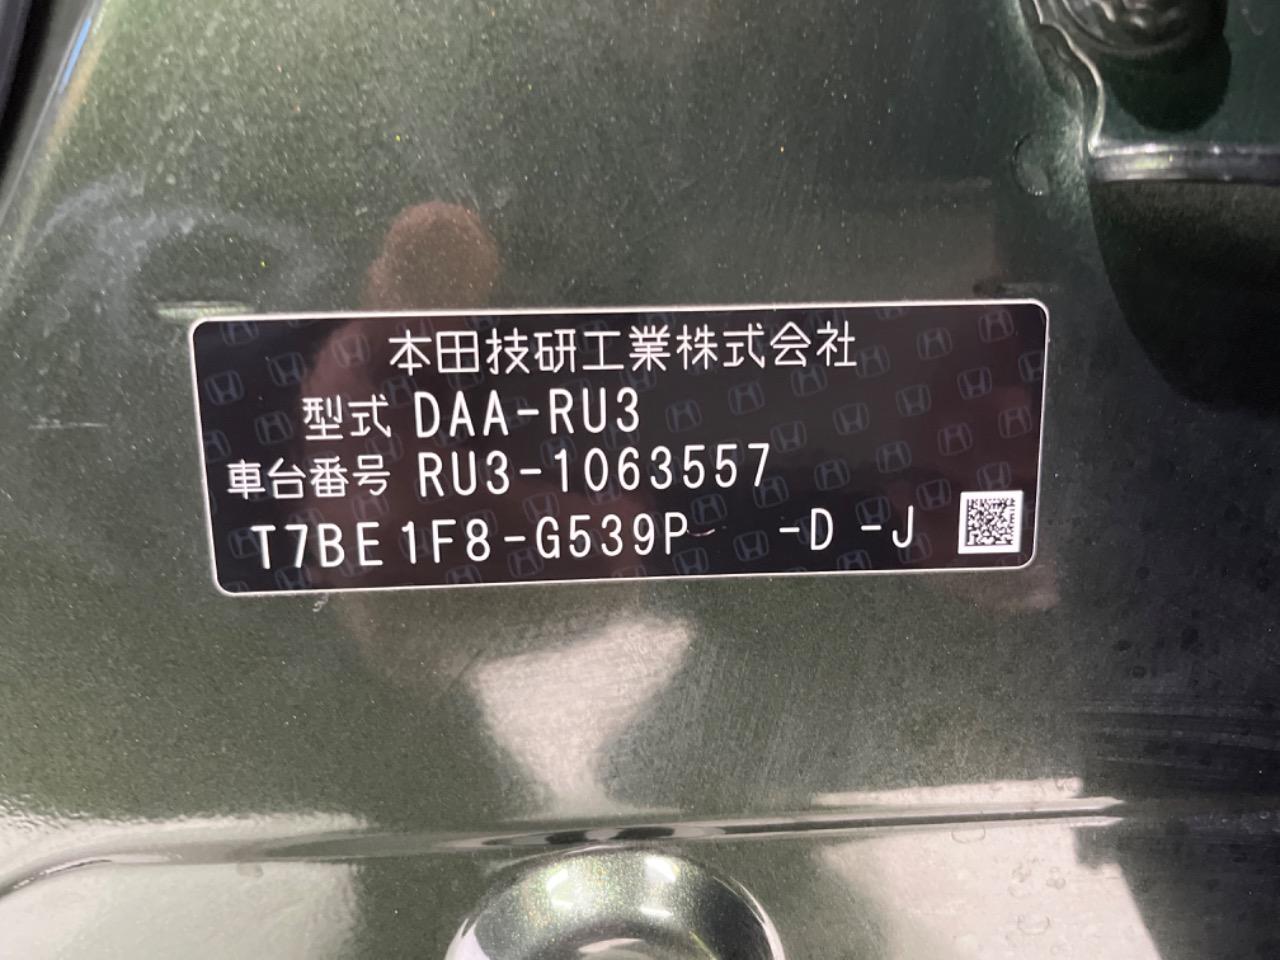 本田技研工業株式会社
型式 DAA-RU3
車台番号 RU3-1063557
T7BE1F8-G539P -D -J